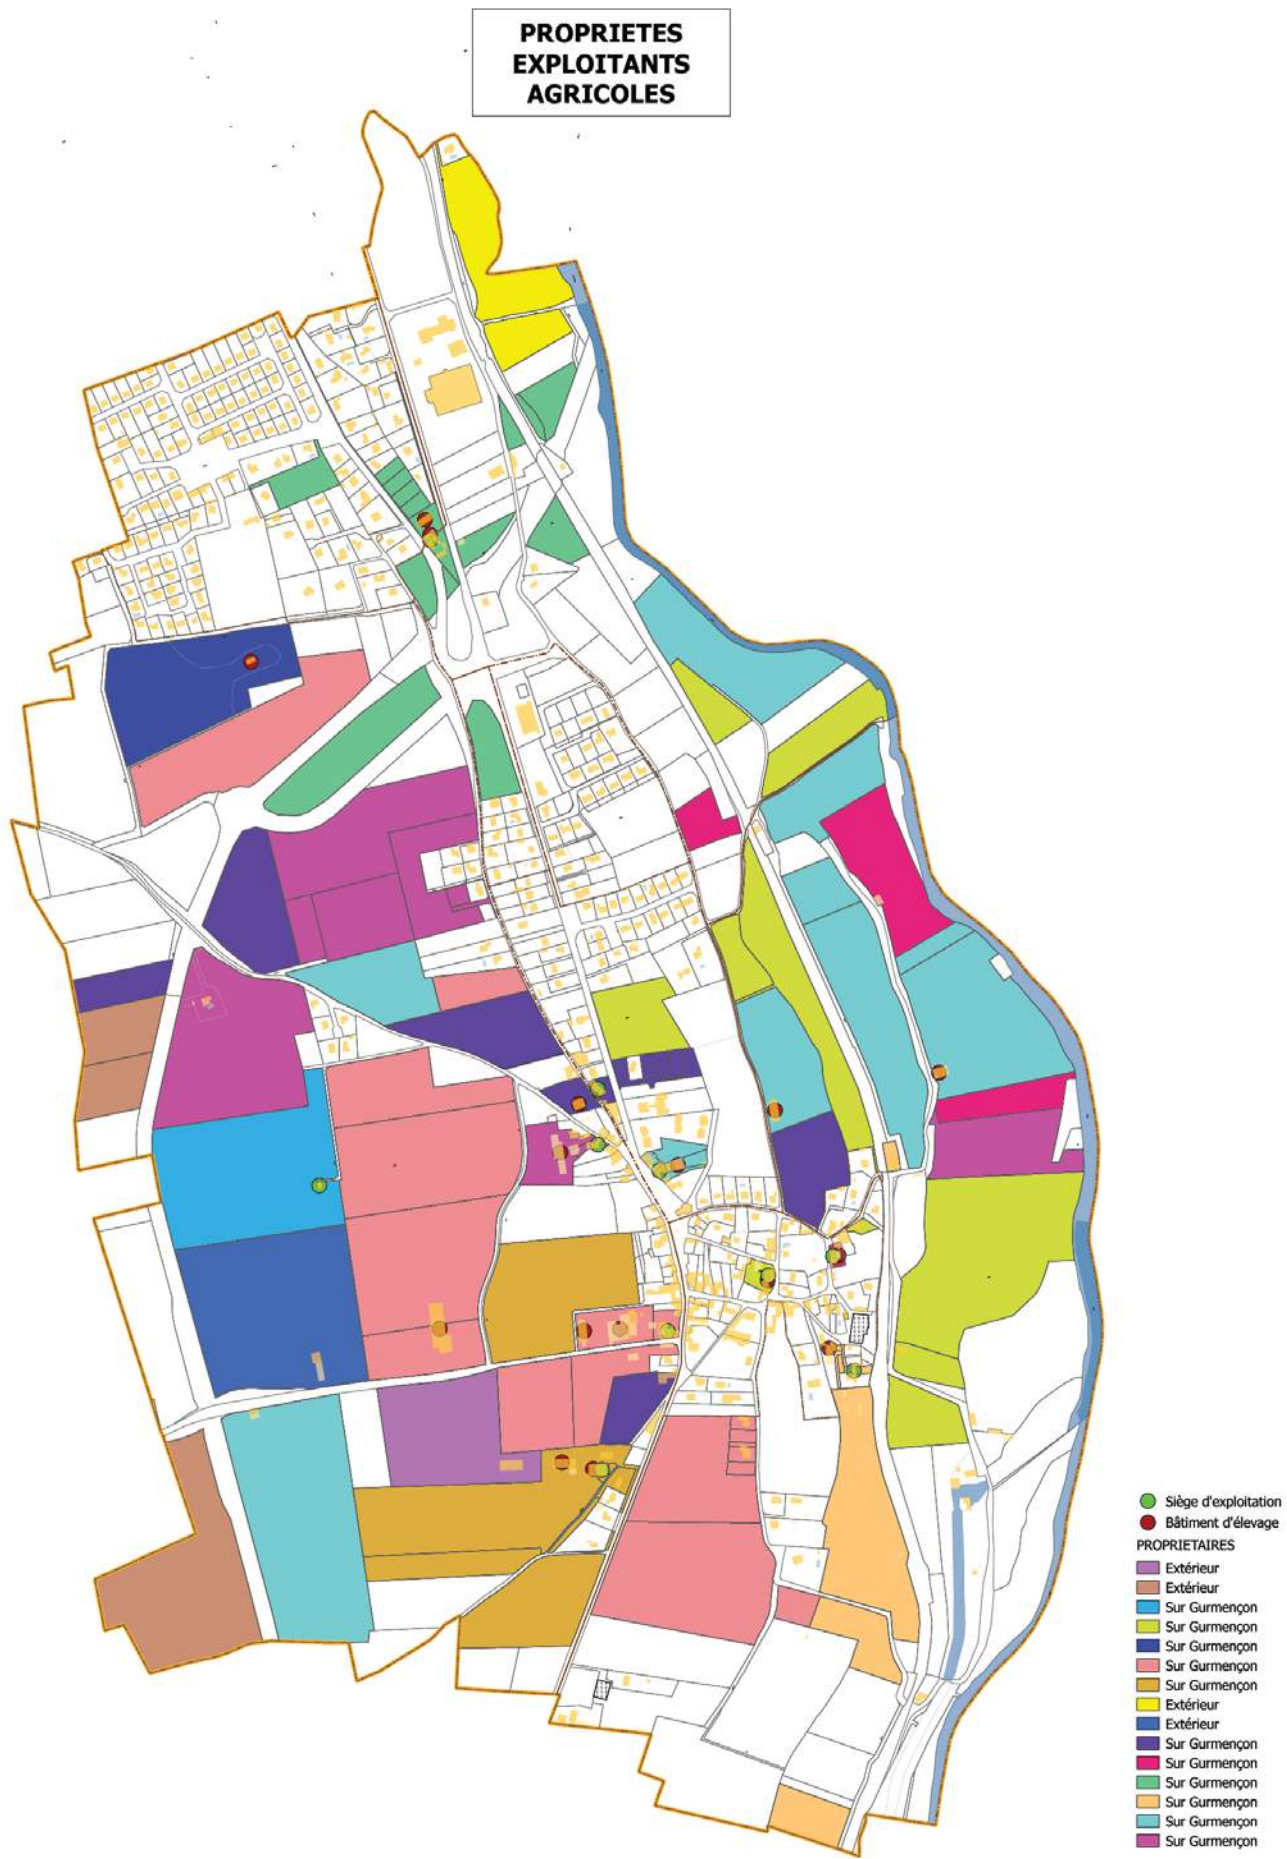 PROPRIETES
EXPLOITANTS
AGRICOLES
Siège d'exploitation
Bâtiment d'élevage
PROPRIETAIRES
Extérieur
Extérieur
Sur Gurmençon
Sur Gurmençon
Sur Gurmençon
Sur Gurmençon
Sur Gurmençon
Extérieur
Extérieur
Sur Gurmençon
Sur Gurmençon
Sur Gurmençon
Sur Gurmençon
Sur Gurmençon
Sur Gurmençon